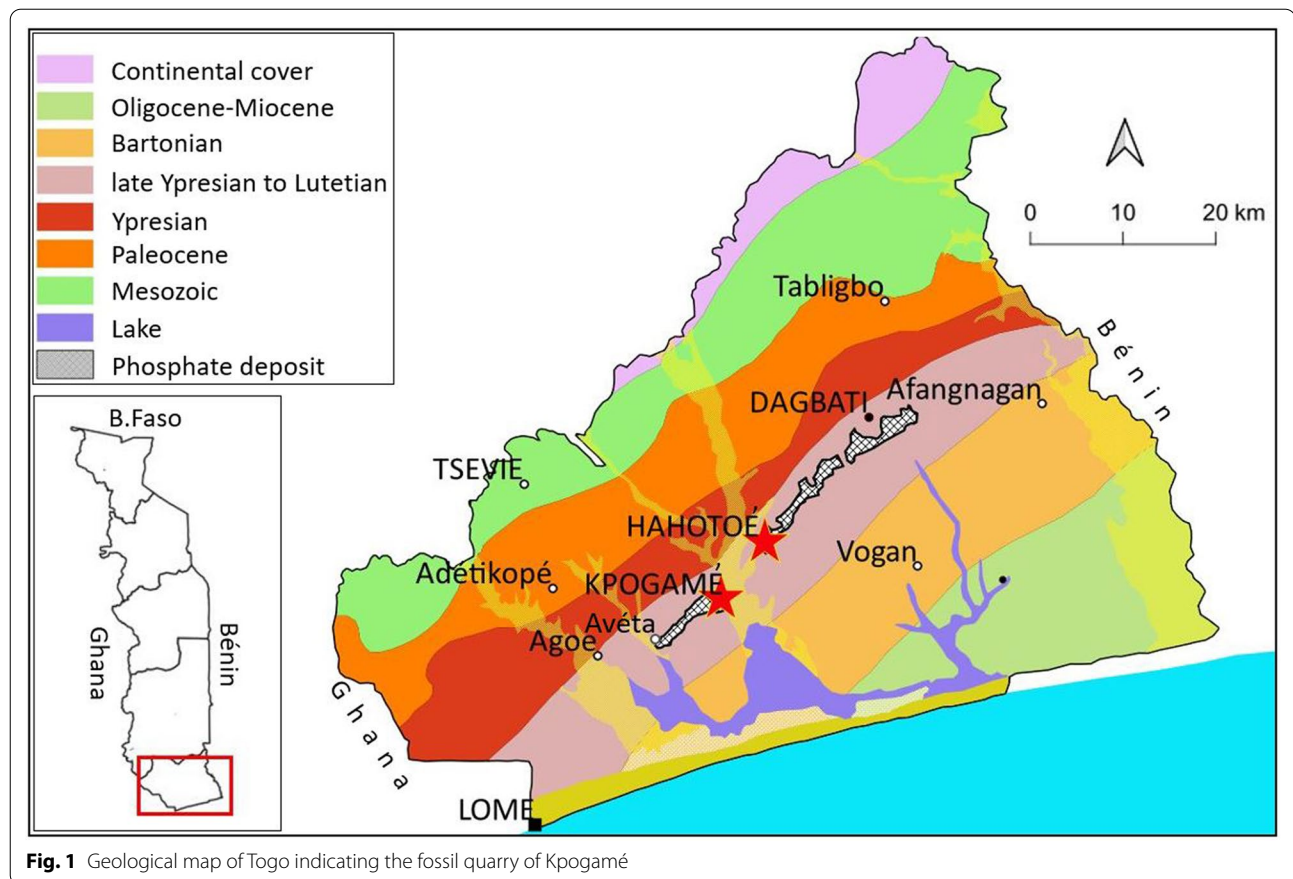 Continental cover
Oligocene-Miocene
Bartonian
late Ypresian to Lutetian
Ypresian
Paleocene
Mesozoic
Lake
Phosphate deposit
B.Faso
Ghana
Bénin
0 10 20 km
Tabligbo
Bénin
DAGBATI
Afangnagan
TSEVIE
HAHOTOÉ
Vogan
Adétikopé
KPOGAMÉ
Avéta
Agoe
Ghana
LOME
Fig. 1 Geological map of Togo indicating the fossil quarry of Kpogamé